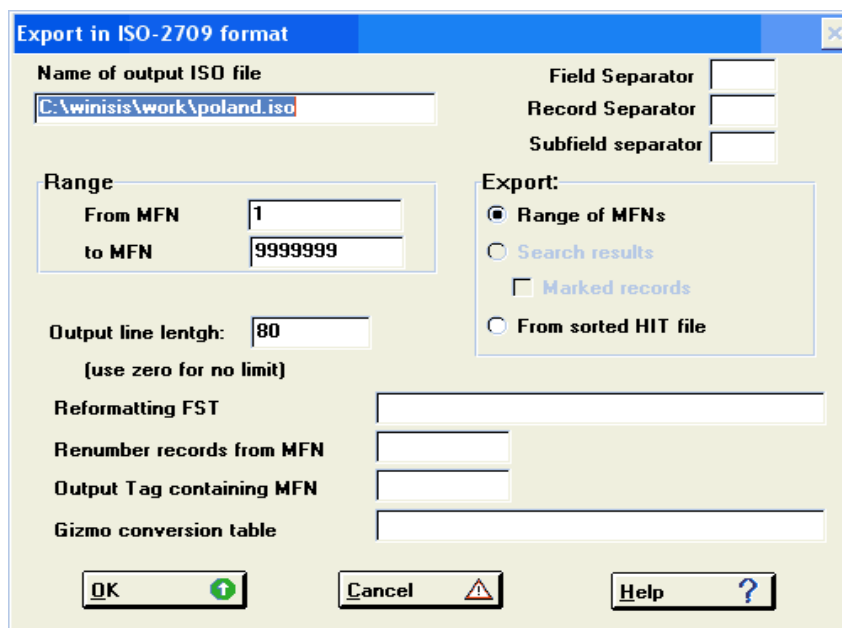 Export in ISO-2709 format
Name of output ISO file
C:\winisis\work\poland.iso
Field Separator
Record Separator
Subfield separator
Range
From MFN 1
to MFN 9999999
Export:
Range of MFNs
Search results
Marked records
From sorted HIT file
Output line lentgh: 80
(use zero for no limit)
Reformatting FST
Renumber records from MFN
Output Tag containing MFN
Gizmo conversion table
OK
Cancel
Help ?